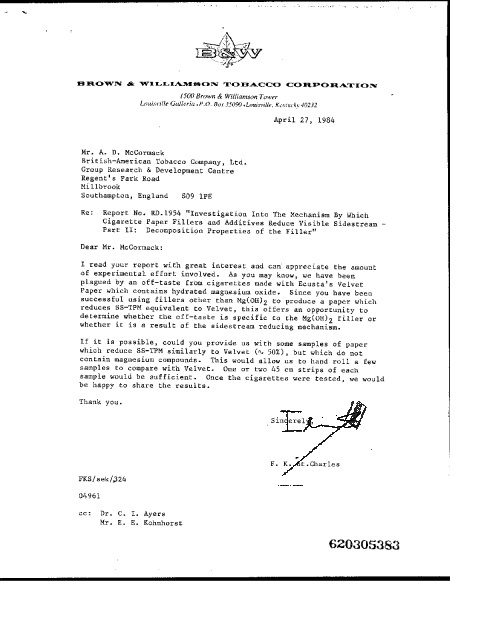 B&W
BROWN & WILLIAMSON TOBACCO CORPORATION
1500 Brown & Williamson Tower
Louisville Galleria • P.O. Box 35090 • Louisville, Kentucky 40232
April 27, 1984
Mr. A. D. McCormack
British-American Tobacco Company, Ltd.
Group Research & Development Centre
Regent's Park Road
Millbrook
Southampton, England SO9 1PE
Re: Report No. RD.1954 "Investigation Into The Mechanism By Which
Cigarette Paper Fillers and Additives Reduce Visible Sidestream -
Part II: Decomposition Properties of the Filler"
Dear Mr. McCormack:
I read your report with great interest and can appreciate the amount
of experimental effort involved. As you may know, we have been
plagued by an off-taste from cigarettes made with Ecusta's Velvet
Paper which contains hydrated magnesium oxide. Since you have been
successful using fillers other than Mg(OH)2 to produce a paper which
reduces SS-TPM equivalent to Velvet, this offers an opportunity to
determine whether the off-taste is specific to the Mg(OH)2 filler or
whether it is a result of the sidestream reducing mechanism.
If it is possible, could you provide us with some samples of paper
which reduce SS-TPM similarly to Velvet (~ 50%), but which do not
contain magnesium compounds. This would allow us to hand roll a few
samples to compare with Velvet. One or two 45 cm strips of each
sample would be sufficient. Once the cigarettes were tested, we would
be happy to share the results.
Thank you.
Sincerely,
F. K. St.Charles
FKS/sek/324
04961
cc: Dr. C. I. Ayers
Mr. E. E. Kohnhorst
620305383